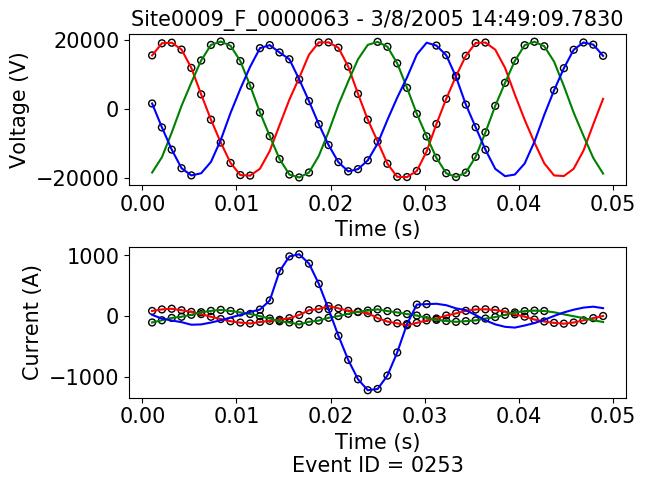 Site0009_F_0000063 - 3/8/2005 14:49:09.7830
20000
0
−20000
Voltage (V)
0.00 0.01 0.02 0.03 0.04 0.05
Time (s)
1000
0
−1000
Current (A)
0.00 0.01 0.02 0.03 0.04 0.05
Time (s)
Event ID = 0253